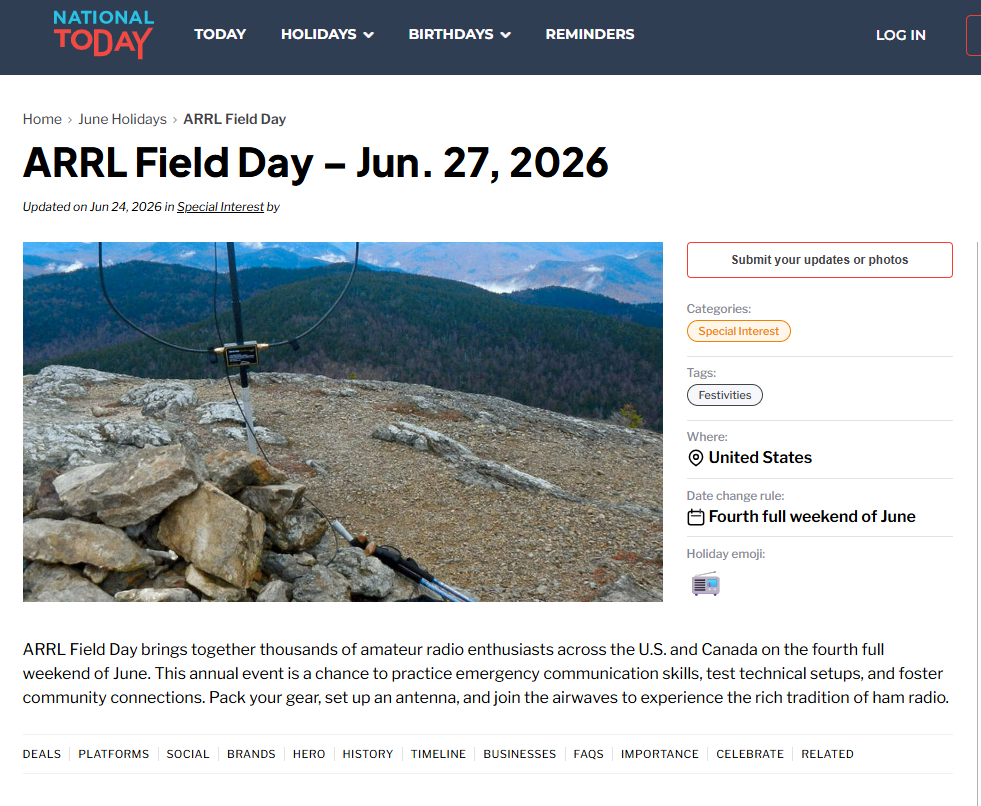 NATIONAL
TODAY
TODAY
HOLIDAYS
BIRTHDAYS
REMINDERS
LOG IN
Home › June Holidays › ARRL Field Day
ARRL Field Day – Jun. 27, 2026
Updated on Jun 24, 2026 in Special Interest by
Submit your updates or photos
Categories:
Special Interest
Tags:
Festivities
Where:
United States
Date change rule:
Fourth full weekend of June
Holiday emoji:
ARRL Field Day brings together thousands of amateur radio enthusiasts across the U.S. and Canada on the fourth full
weekend of June. This annual event is a chance to practice emergency communication skills, test technical setups, and foster
community connections. Pack your gear, set up an antenna, and join the airwaves to experience the rich tradition of ham radio.
DEALS
PLATFORMS
SOCIAL
BRANDS
HERO
HISTORY
TIMELINE
BUSINESSES
FAQS
IMPORTANCE
CELEBRATE
RELATED